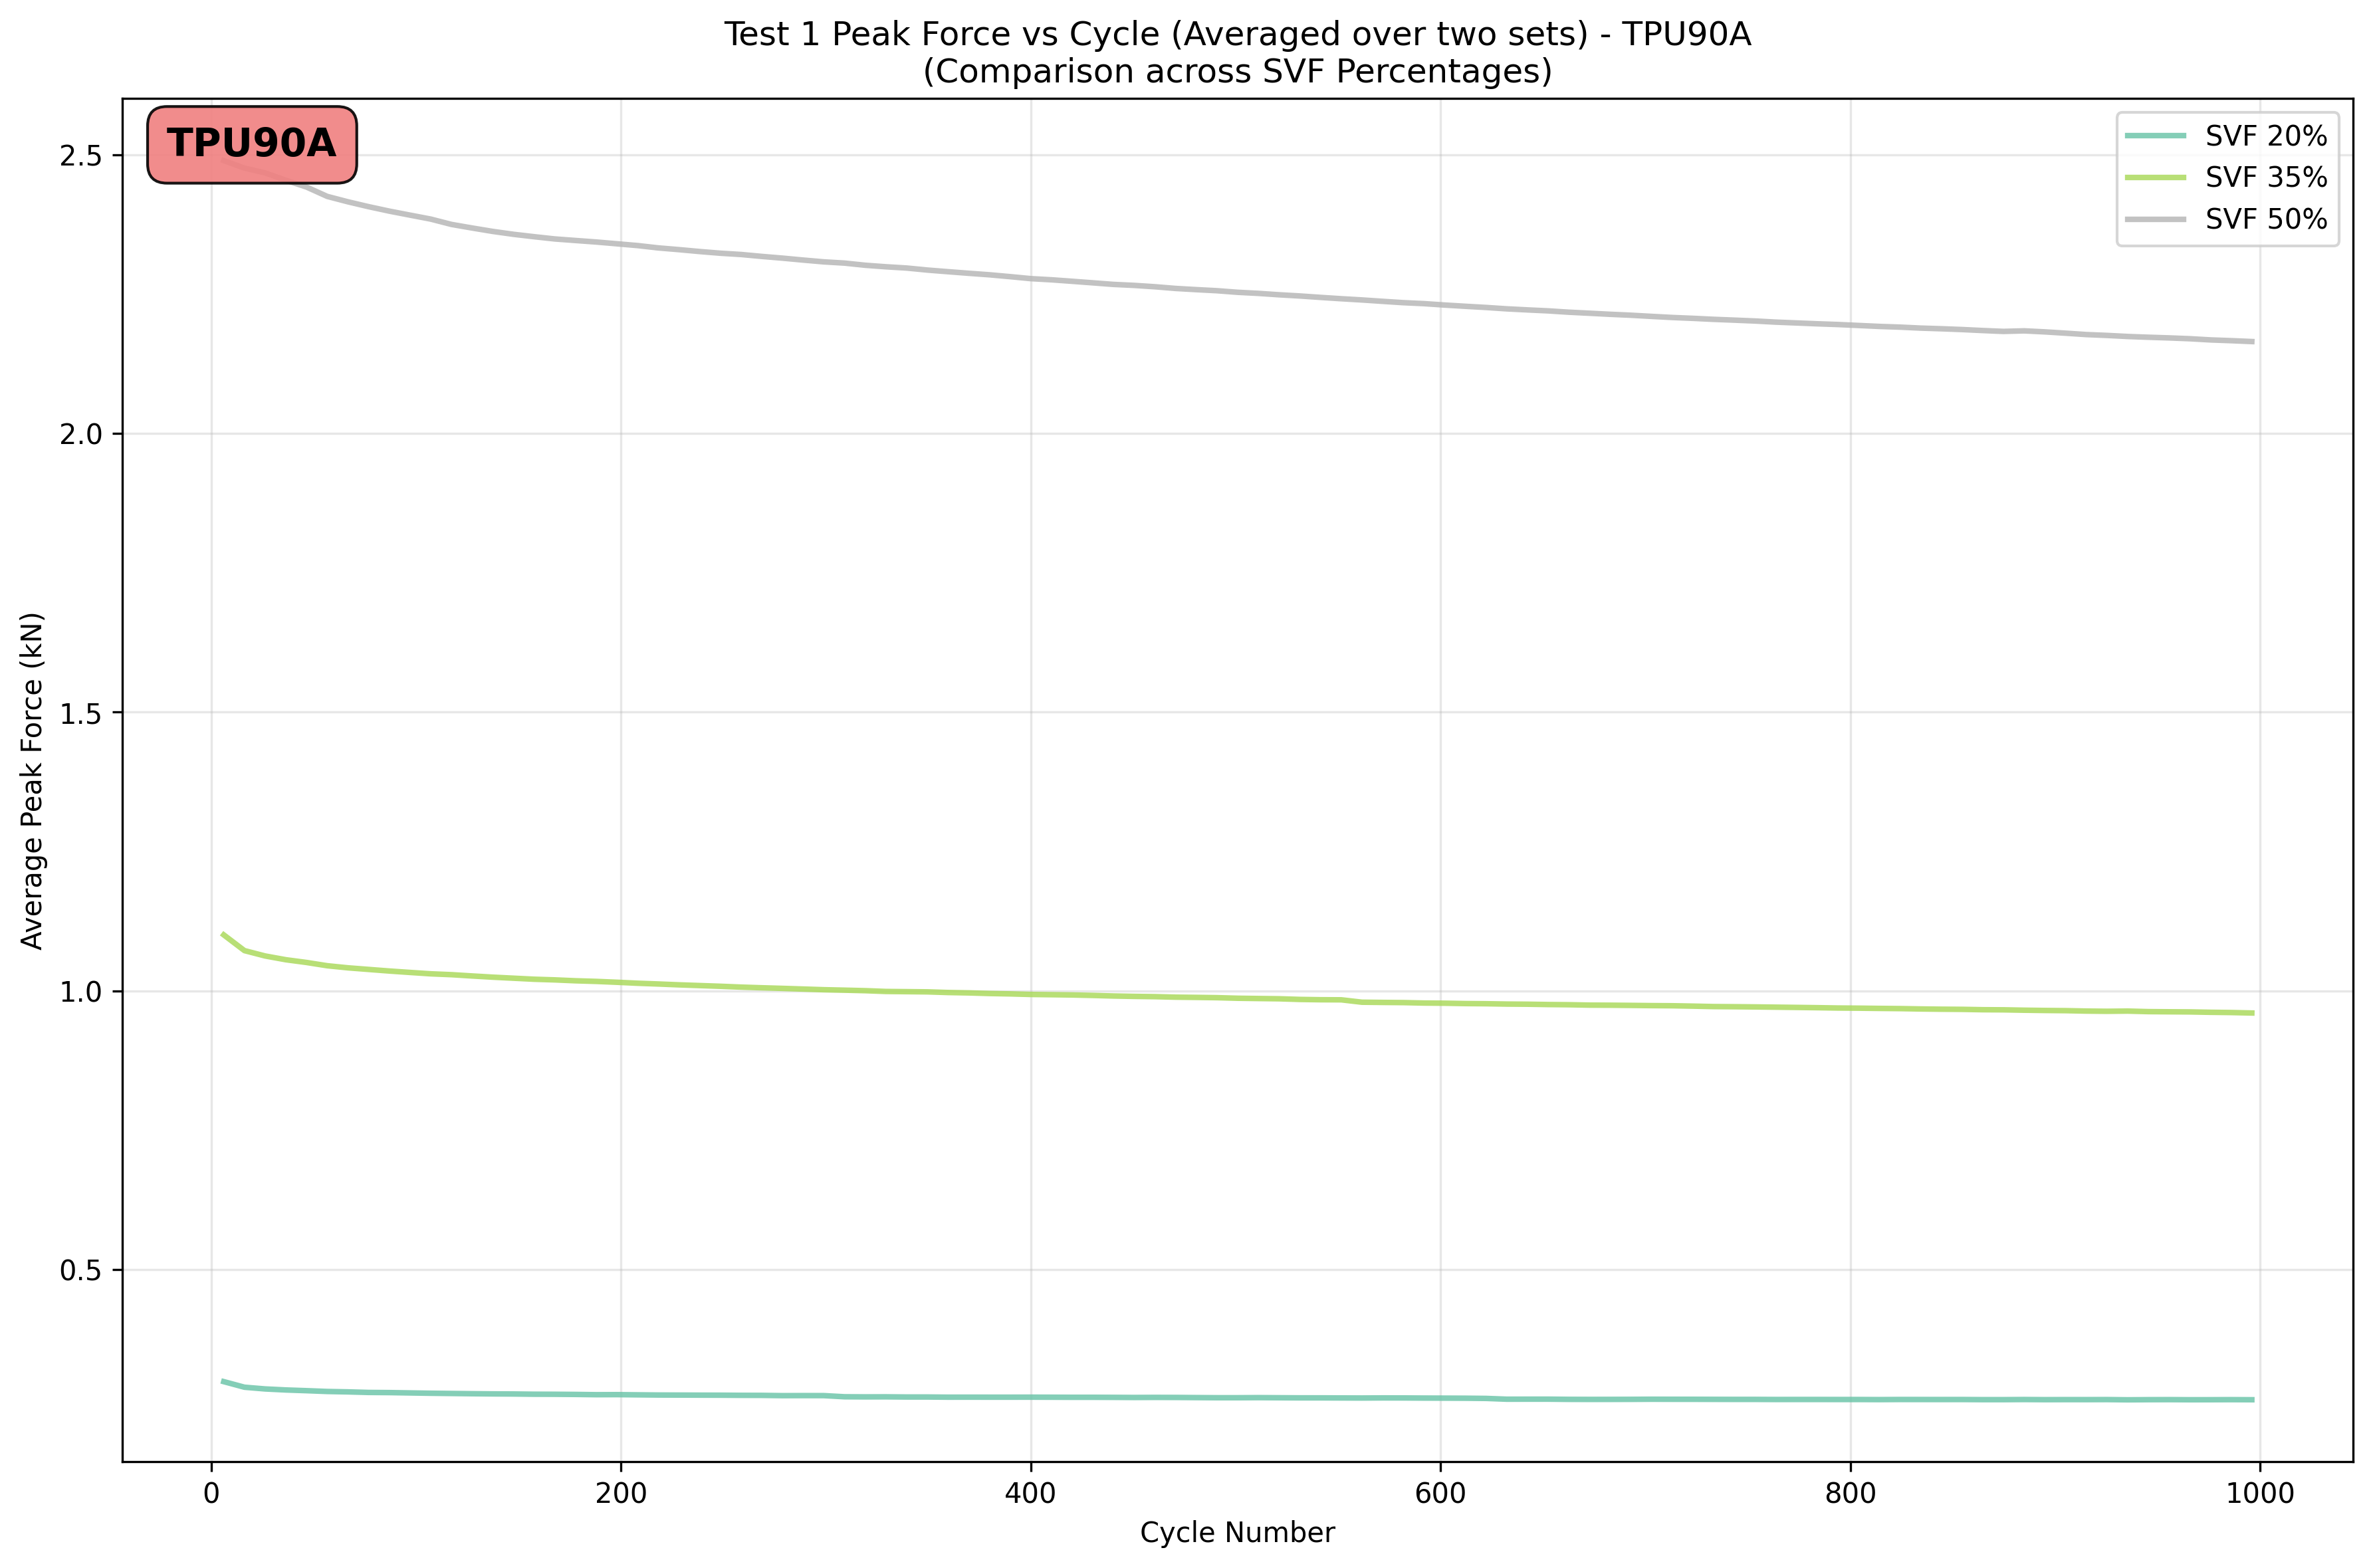 Test 1 Peak Force vs Cycle (Averaged over two sets) - TPU90A
(Comparison across SVF Percentages)
TPU90A
SVF 20%
SVF 35%
SVF 50%
2.5
2.0
1.5
1.0
0.5
Average Peak Force (kN)
0
200
400
600
800
1000
Cycle Number